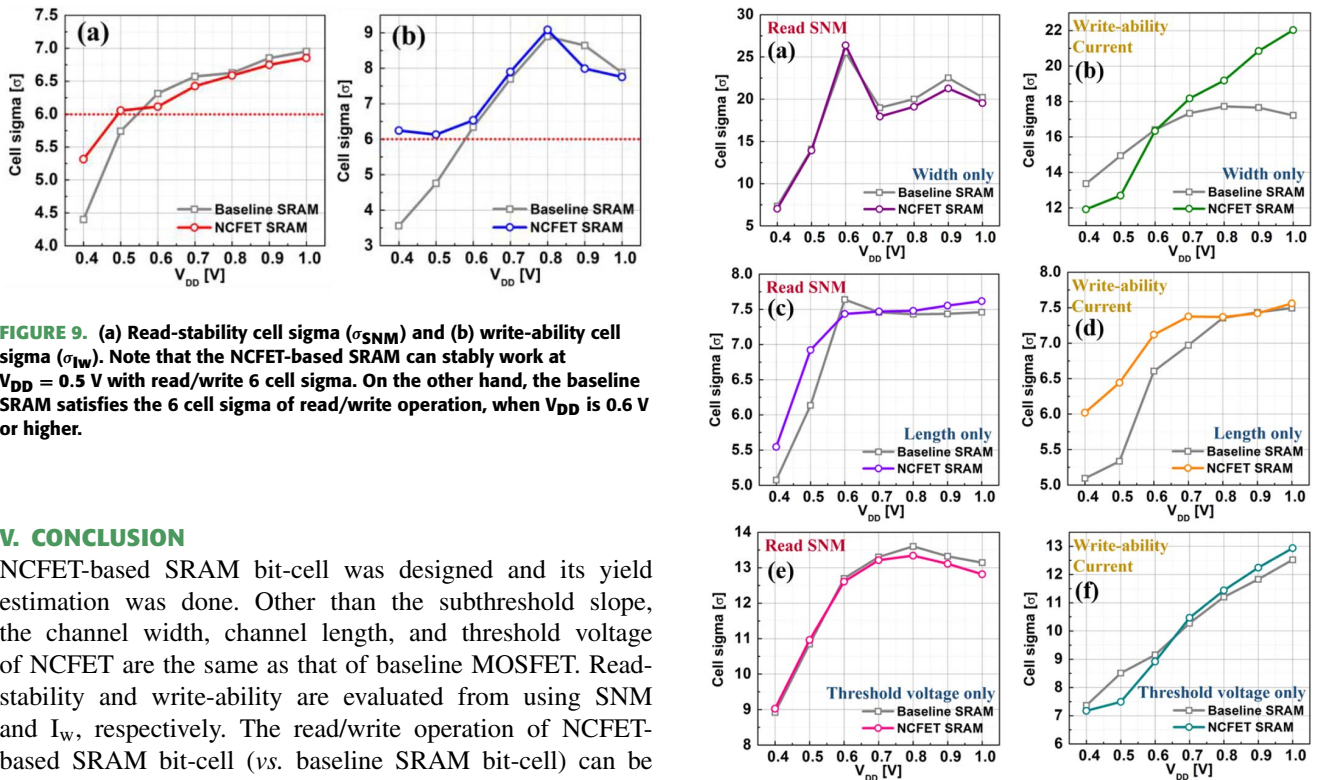 (a)
Cell sigma [σ]
7.0
6.5
6.0
5.5
5.0
4.5
4.0
Baseline SRAM
NCFET SRAM
0.4 0.5 0.6 0.7 0.8 0.9 1.0
VDD [V]
(b)
Cell sigma [σ]
9
8
7
6
5
4
3
Baseline SRAM
NCFET SRAM
0.4 0.5 0.6 0.7 0.8 0.9 1.0
VDD [V]
FIGURE 9. (a) Read-stability cell sigma (σSNM) and (b) write-ability cell
sigma (σIw). Note that the NCFET-based SRAM can stably work at
VDD = 0.5 V with read/write 6 cell sigma. On the other hand, the baseline
SRAM satisfies the 6 cell sigma of read/write operation, when VDD is 0.6 V
or higher.
V. CONCLUSION
NCFET-based SRAM bit-cell was designed and its yield
estimation was done. Other than the subthreshold slope,
the channel width, channel length, and threshold voltage
of NCFET are the same as that of baseline MOSFET. Read-
stability and write-ability are evaluated from using SNM
and Iw, respectively. The read/write operation of NCFET-
based SRAM bit-cell (vs. baseline SRAM bit-cell) can be
Read SNM
(a)
Cell sigma [σ]
30
25
20
15
10
5
Width only
Baseline SRAM
NCFET SRAM
0.4 0.5 0.6 0.7 0.8 0.9 1.0
VDD [V]
Write-ability
Current
(b)
Cell sigma [σ]
22
20
18
16
14
12
Width only
Baseline SRAM
NCFET SRAM
0.4 0.5 0.6 0.7 0.8 0.9 1.0
VDD [V]
Read SNM
(c)
Cell sigma [σ]
8.0
7.5
7.0
6.5
6.0
5.5
5.0
Length only
Baseline SRAM
NCFET SRAM
0.4 0.5 0.6 0.7 0.8 0.9 1.0
VDD [V]
Write-ability
Current
(d)
Cell sigma [σ]
8.0
7.5
7.0
6.5
6.0
5.5
5.0
Length only
Baseline SRAM
NCFET SRAM
0.4 0.5 0.6 0.7 0.8 0.9 1.0
VDD [V]
Read SNM
(e)
Cell sigma [σ]
14
13
12
11
10
9
8
Threshold voltage only
Baseline SRAM
NCFET SRAM
0.4 0.5 0.6 0.7 0.8 0.9 1.0
VDD [V]
Write-ability
Current
(f)
Cell sigma [σ]
13
12
11
10
9
8
7
6
Threshold voltage only
Baseline SRAM
NCFET SRAM
0.4 0.5 0.6 0.7 0.8 0.9 1.0
VDD [V]